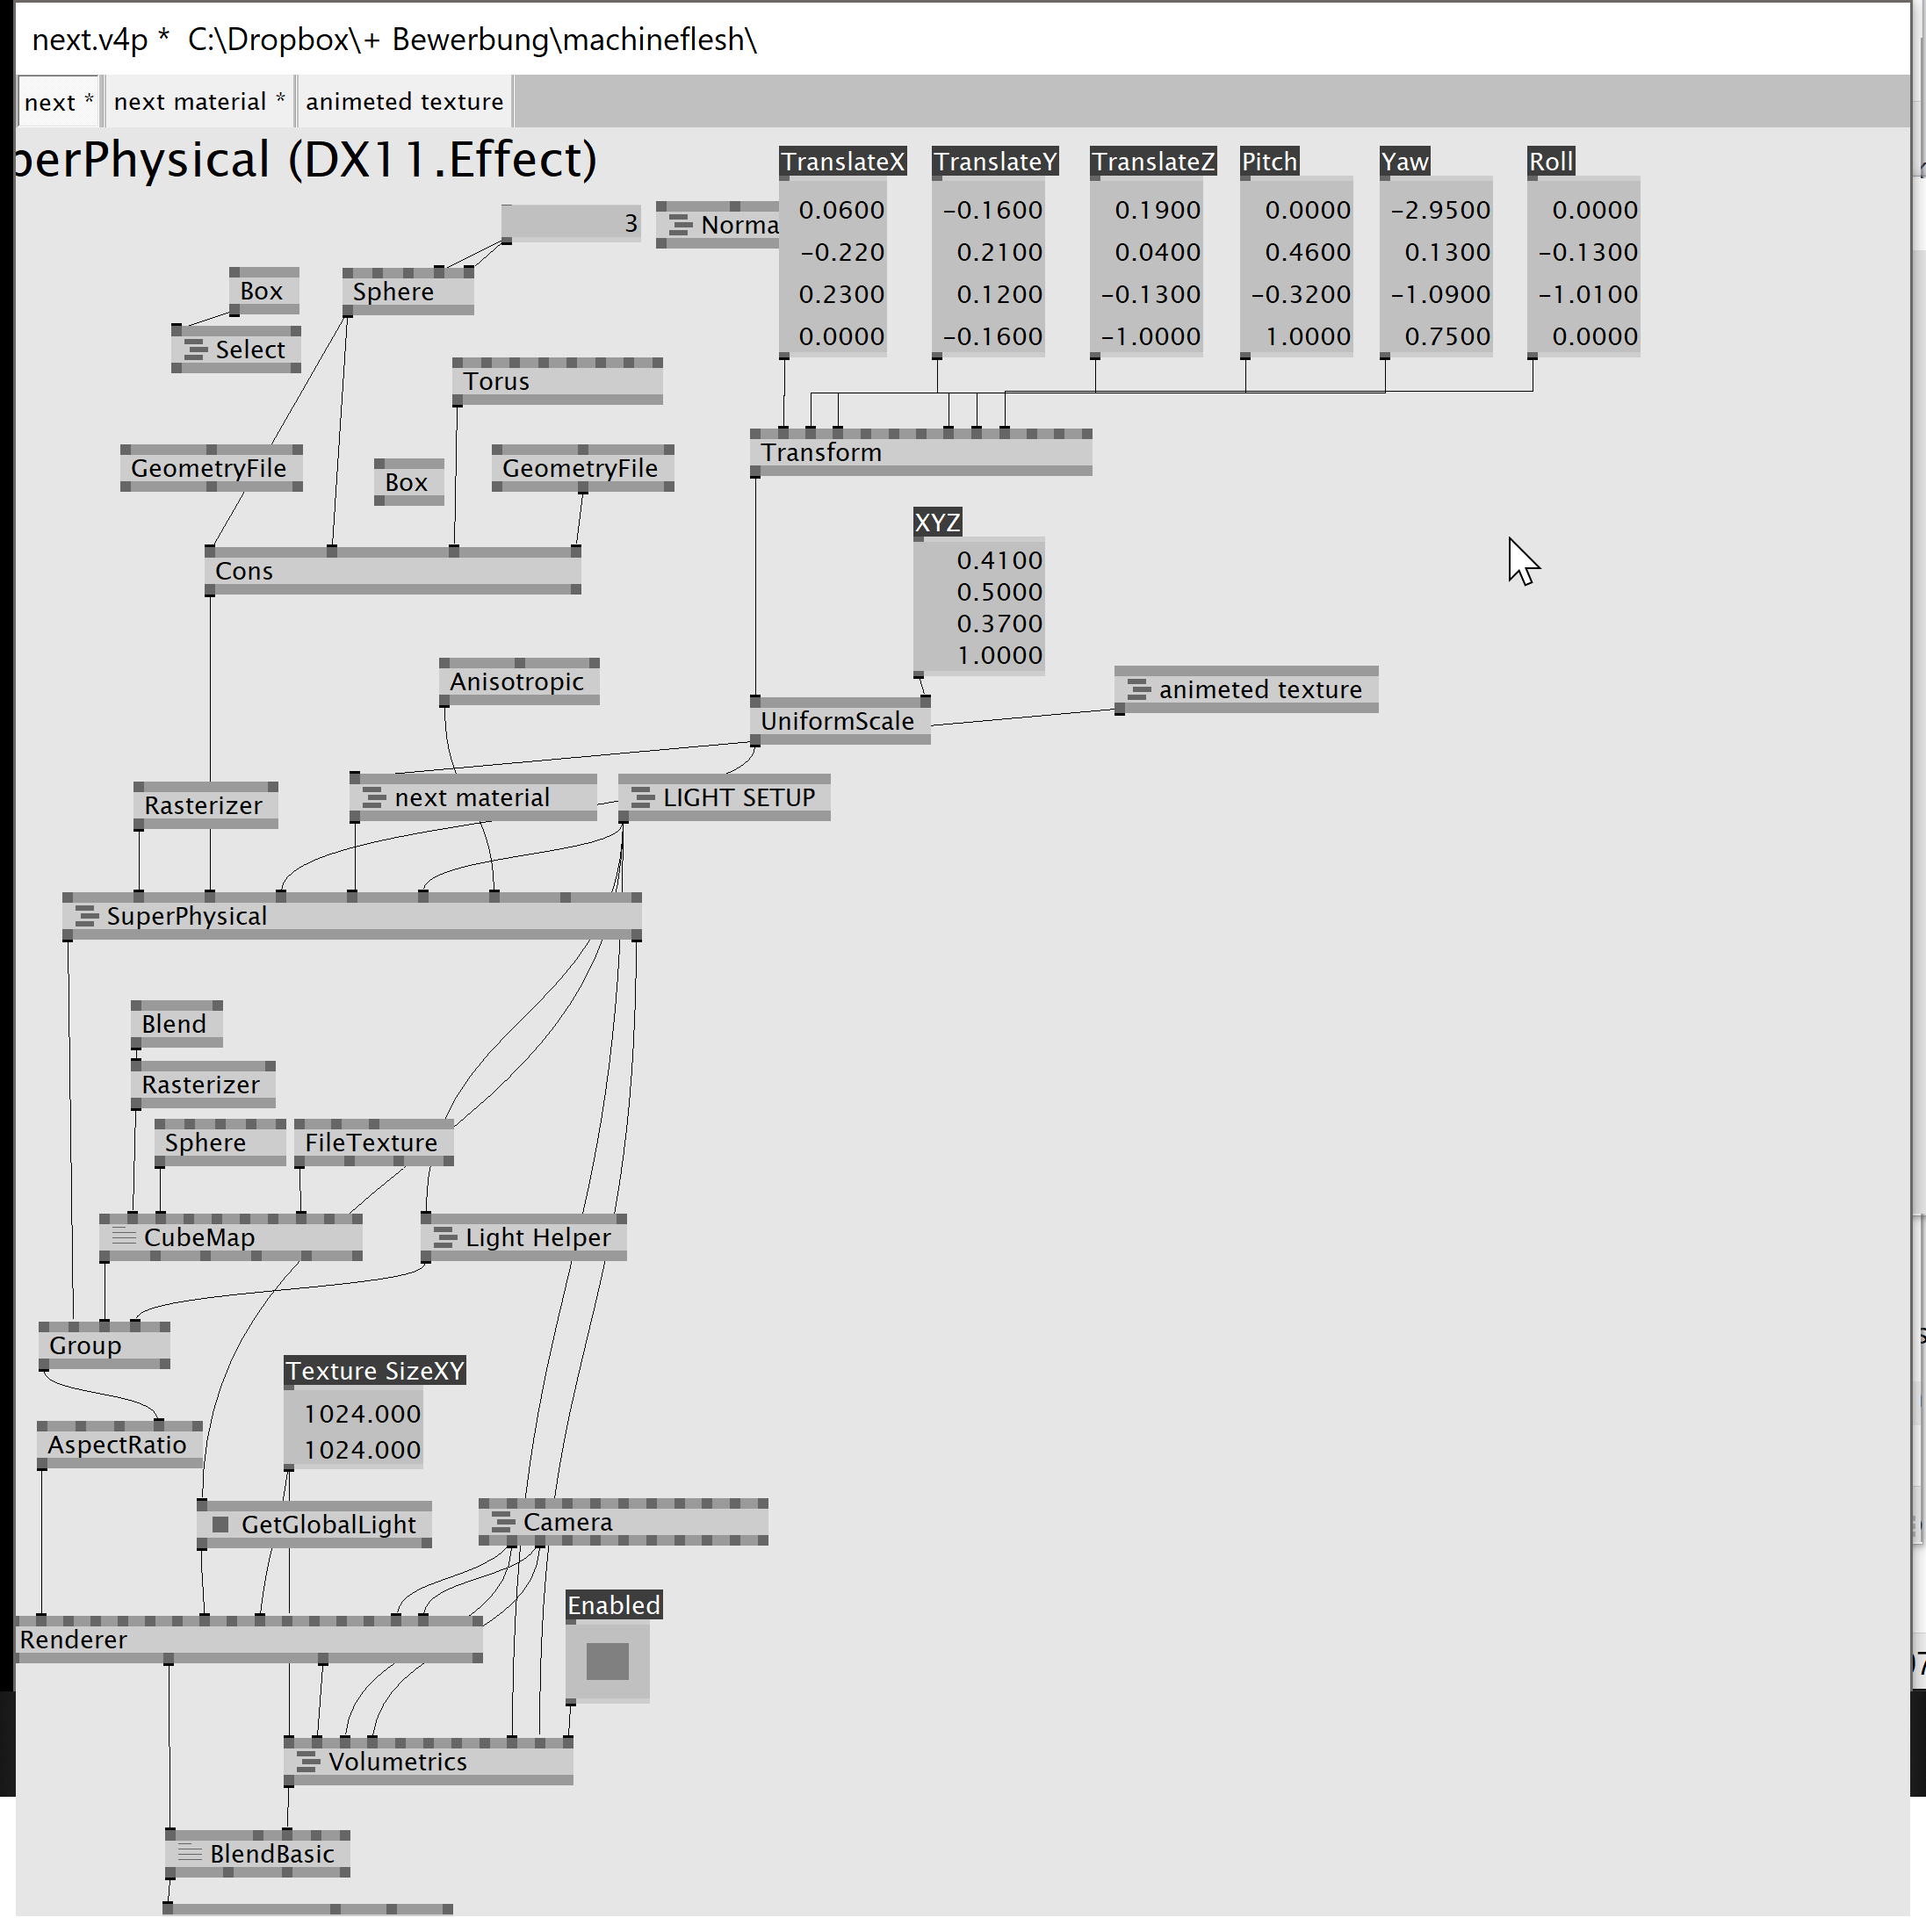 next.v4p *  C:\Dropbox\+ Bewerbung\machineflesh\
next *
next material *
animeted texture
perPhysical (DX11.Effect)
TranslateX
TranslateY
TranslateZ
Pitch
Yaw
Roll
0.0600
-0.1600
0.1900
0.0000
-2.9500
0.0000
-0.220
0.2100
0.0400
0.4600
0.1300
-0.1300
0.2300
0.1200
-0.1300
-0.3200
-1.0900
-1.0100
0.0000
-0.1600
-1.0000
1.0000
0.7500
0.0000
3
Norma
Box
Sphere
Select
Torus
Transform
GeometryFile
Box
GeometryFile
XYZ
0.4100
0.5000
0.3700
1.0000
Cons
Anisotropic
animeted texture
UniformScale
Rasterizer
next material
LIGHT SETUP
SuperPhysical
Blend
Rasterizer
Sphere
FileTexture
CubeMap
Light Helper
Group
Texture SizeXY
1024.000
1024.000
AspectRatio
GetGlobalLight
Camera
Enabled
Renderer
Volumetrics
BlendBasic